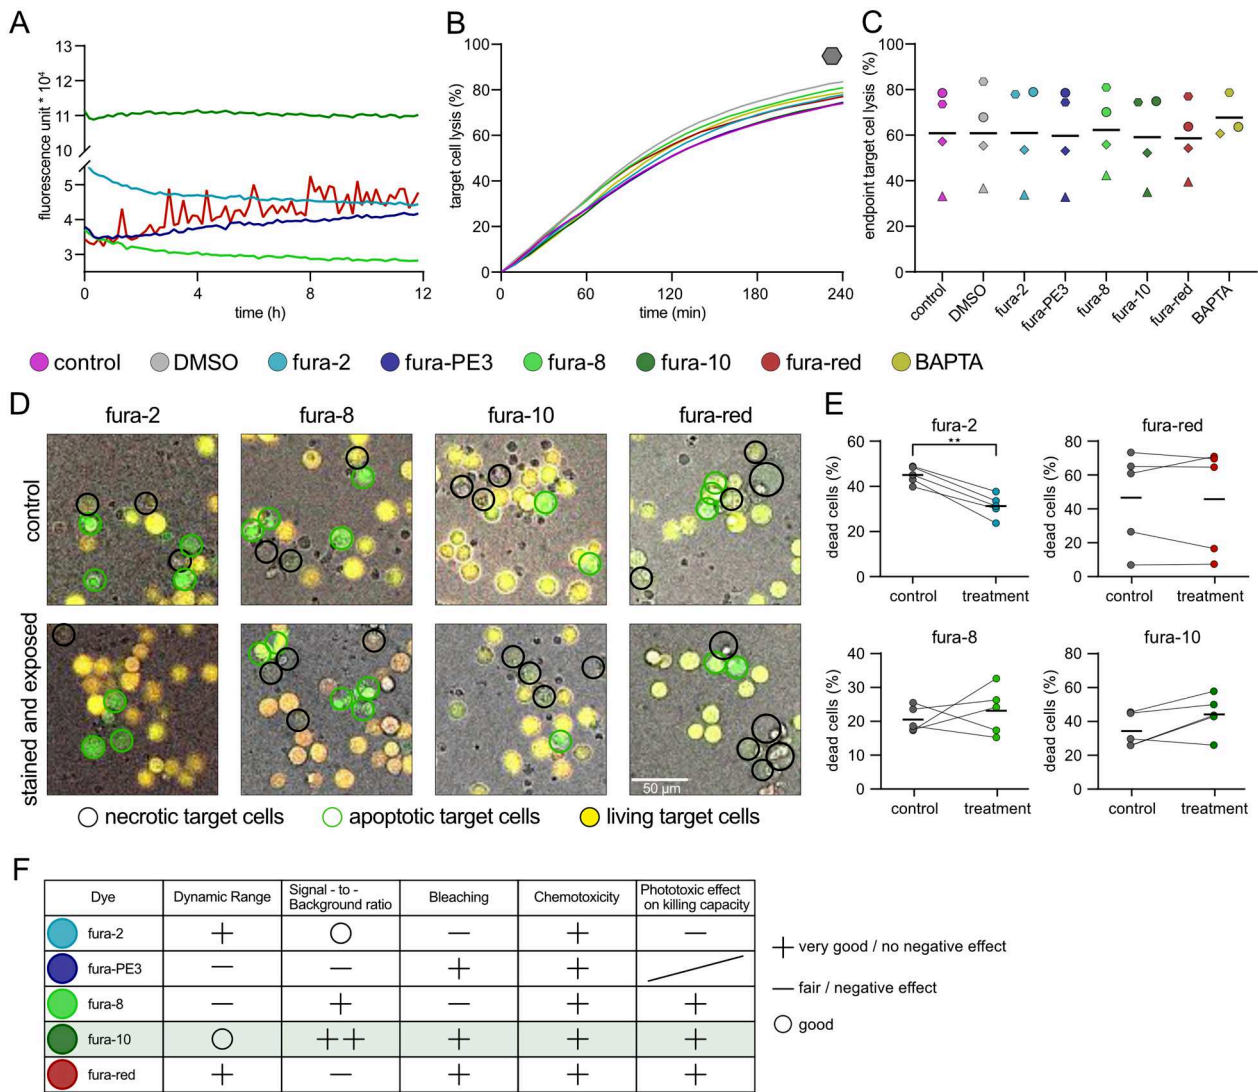 A
fluorescence unit * 10⁴
13
12
11
10
5
4
3
0
4
8
12
time (h)
B
target cell lysis (%)
100
80
60
40
20
0
0
60
120
180
240
time (min)
C
endpoint target cel lysis (%)
100
80
60
40
20
0
control
DMSO
fura-2
fura-PE3
fura-8
fura-10
fura-red
BAPTA
control DMSO fura-2 fura-PE3 fura-8 fura-10 fura-red BAPTA
D
fura-2 fura-8 fura-10 fura-red
control
stained and exposed
50 µm
necrotic target cells apoptotic target cells living target cells
E
fura-2
dead cells (%)
60
40
20
0
**
control treatment
fura-red
dead cells (%)
80
60
40
20
0
control treatment
fura-8
dead cells (%)
40
30
20
10
0
control treatment
fura-10
dead cells (%)
80
60
40
20
0
control treatment
F
Dye
Dynamic Range
Signal - to -
Background ratio
Bleaching
Chemotoxicity
Phototoxic effect
on killing capacity
fura-2 + ○ — + —
fura-PE3 — — + +
fura-8 — + — + +
fura-10 ○ ++ + + +
fura-red + — + + +
+ very good / no negative effect
— fair / negative effect
○ good